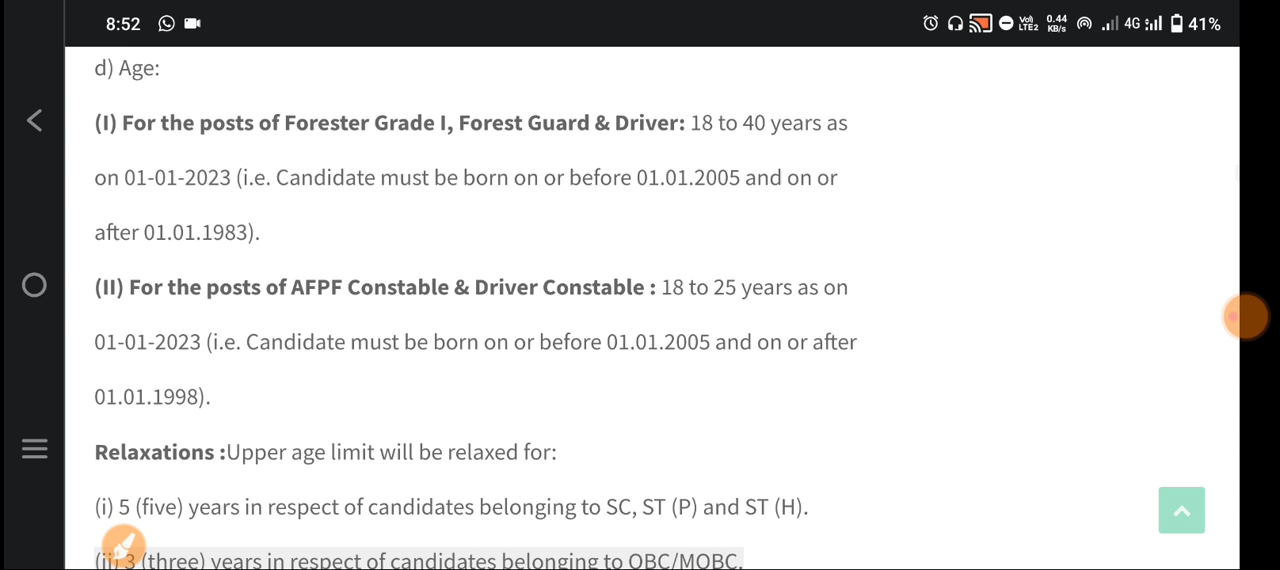 8:52
Vo) LTE2 0.44 KB/s 4G 41%
d) Age:
(I) For the posts of Forester Grade I, Forest Guard & Driver: 18 to 40 years as
on 01-01-2023 (i.e. Candidate must be born on or before 01.01.2005 and on or
after 01.01.1983).
(II) For the posts of AFPF Constable & Driver Constable : 18 to 25 years as on
01-01-2023 (i.e. Candidate must be born on or before 01.01.2005 and on or after
01.01.1998).
Relaxations :Upper age limit will be relaxed for:
(i) 5 (five) years in respect of candidates belonging to SC, ST (P) and ST (H).
(ii) 3 (three) years in respect of candidates belonging to OBC/MOBC.